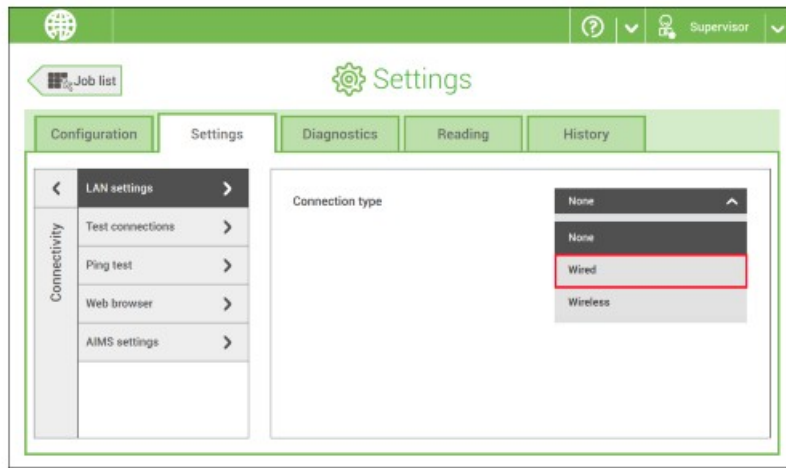 Supervisor
Job list
Settings
Configuration
Settings
Diagnostics
Reading
History
Connectivity
LAN settings
Test connections
Ping test
Web browser
AIMS settings
Connection type
None
None
Wired
Wireless